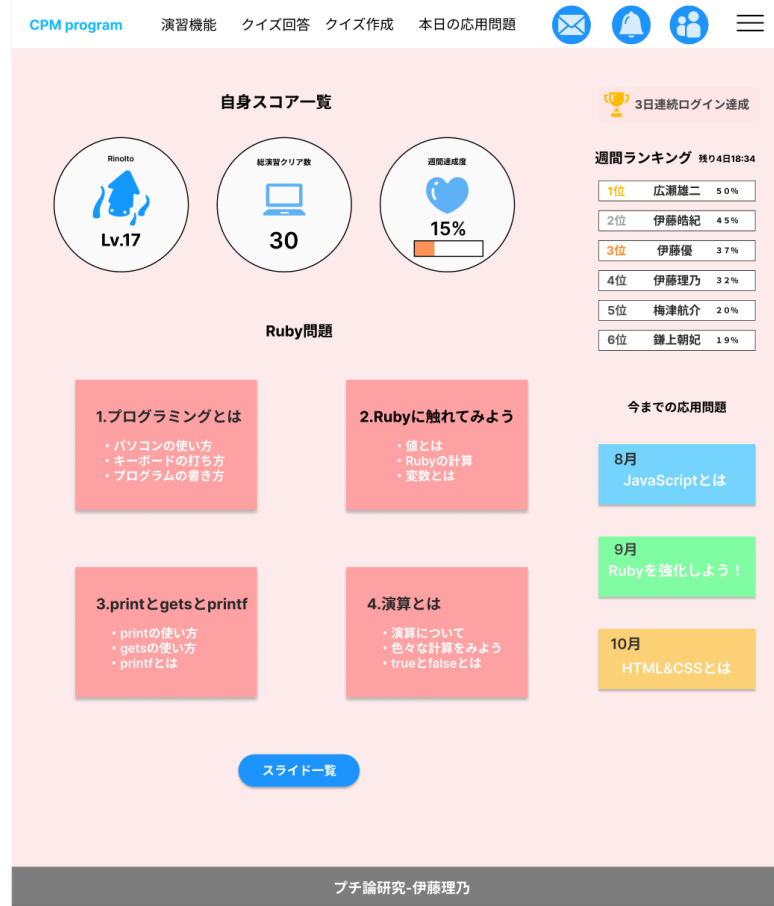 CPM program 演習機能 クイズ回答 クイズ作成 本日の応用問題
自身スコア一覧
RinoIto
Lv.17
総演習クリア数
30
週間達成度
15%
Ruby問題
1.プログラミングとは
・パソコンの使い方
・キーボードの打ち方
・プログラムの書き方
2.Rubyに触れてみよう
・値とは
・Rubyの計算
・変数とは
3.printとgetsとprintf
・printの使い方
・getsの使い方
・printfとは
4.演算とは
・演算について
・色々な計算をみよう
・trueとfalseとは
スライド一覧
3日連続ログイン達成
週間ランキング 残り4日18:34
1位 広瀬雄二 50%
2位 伊藤皓紀 45%
3位 伊藤優 37%
4位 伊藤理乃 32%
5位 梅津航介 20%
6位 鎌上朝妃 19%
今までの応用問題
8月
JavaScriptとは
9月
Rubyを強化しよう！
10月
HTML&CSSとは
プチ論研究-伊藤理乃